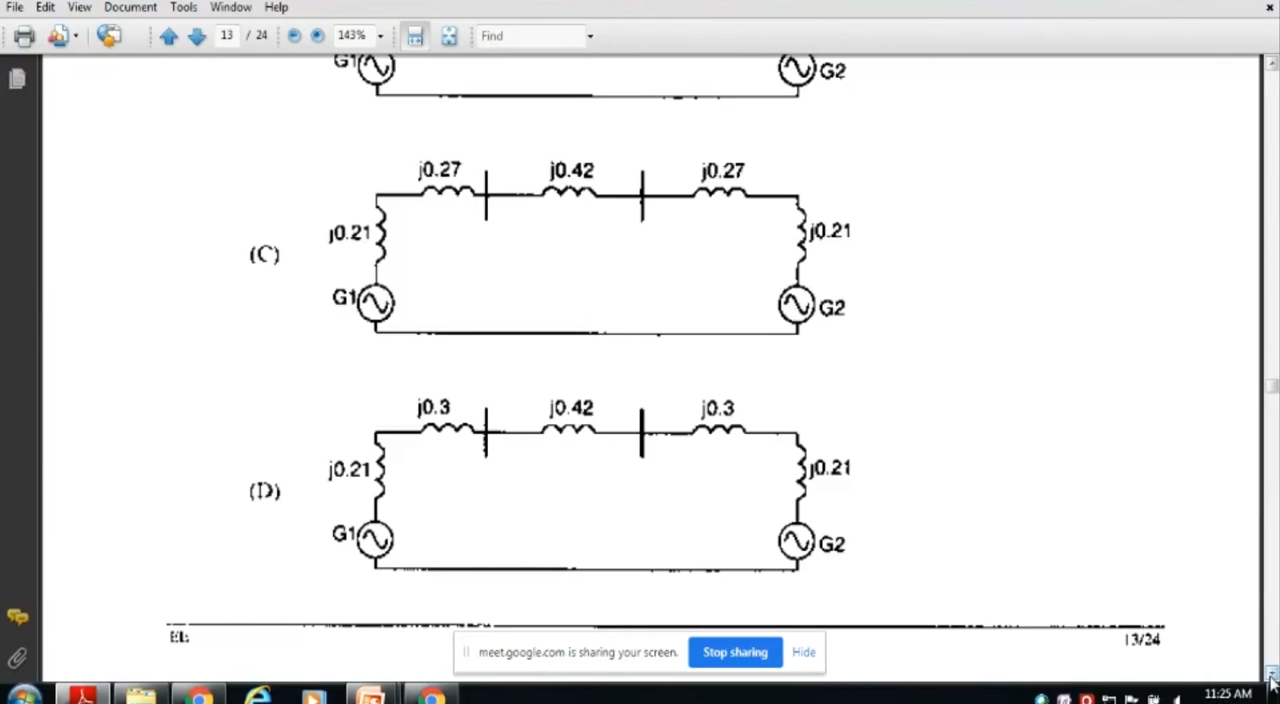 File Edit View Document Tools Window Help
13 / 24 143% Find
G1 G2
j0.27 j0.42 j0.27
j0.21 j0.21
(C)
G1 G2
j0.3 j0.42 j0.3
j0.21 j0.21
(D)
G1 G2
13/24
meet.google.com is sharing your screen. Stop sharing Hide
11:25 AM